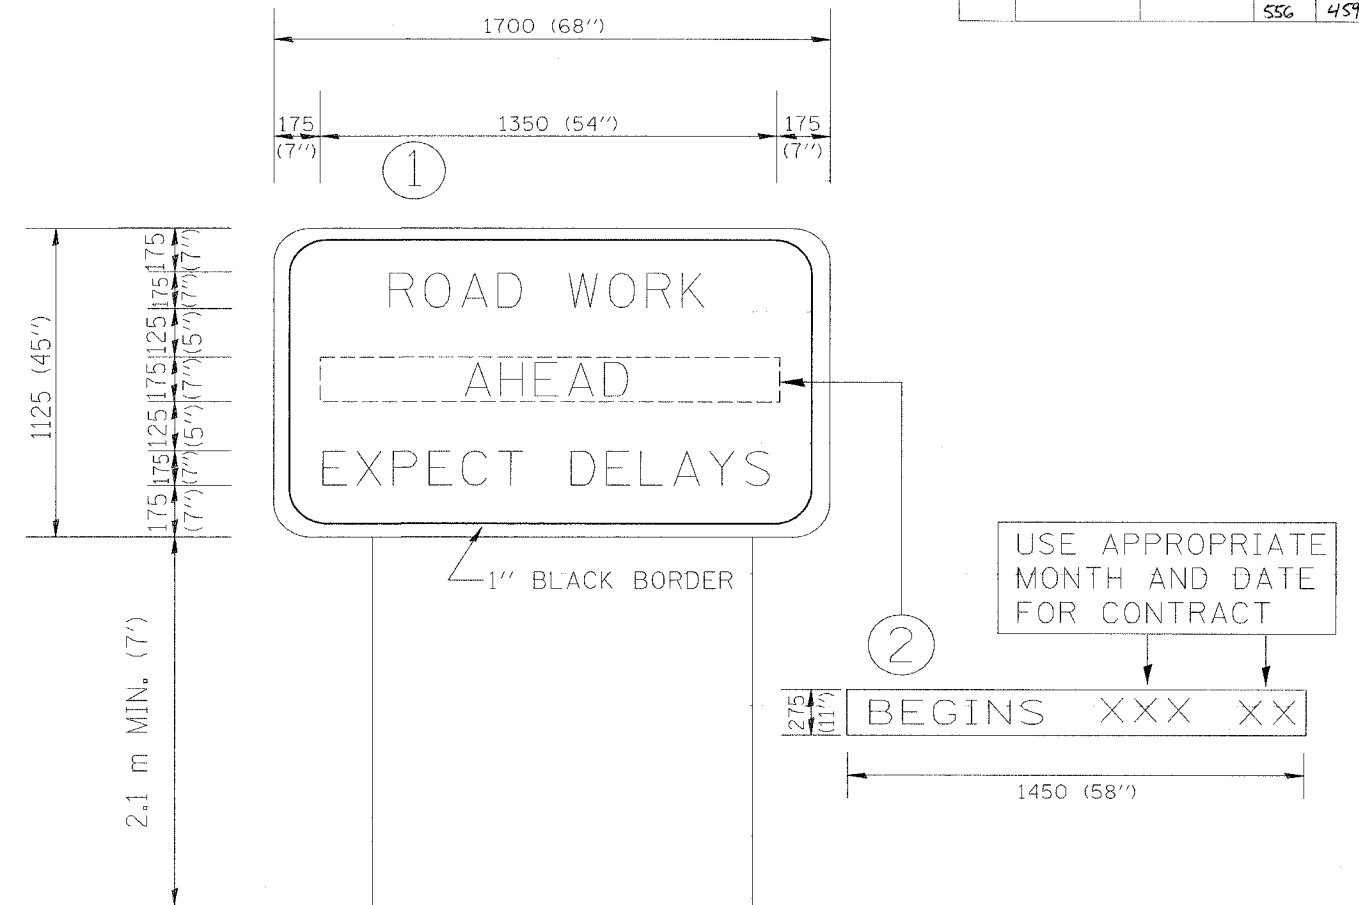 556 459
1700 (68'')
175 1350 (54'') 175
(7'') (7'')
1
1125 (45'')
175 (7'')
175 (7'')
125 (5'')
175 (7'')
125 (5'')
175 (7'')
175 (7'')
ROAD WORK
AHEAD
EXPECT DELAYS
1'' BLACK BORDER
2.1 m MIN. (7')
USE APPROPRIATE
MONTH AND DATE
FOR CONTRACT
2
275
(11'')
BEGINS XXX XX
1450 (58'')